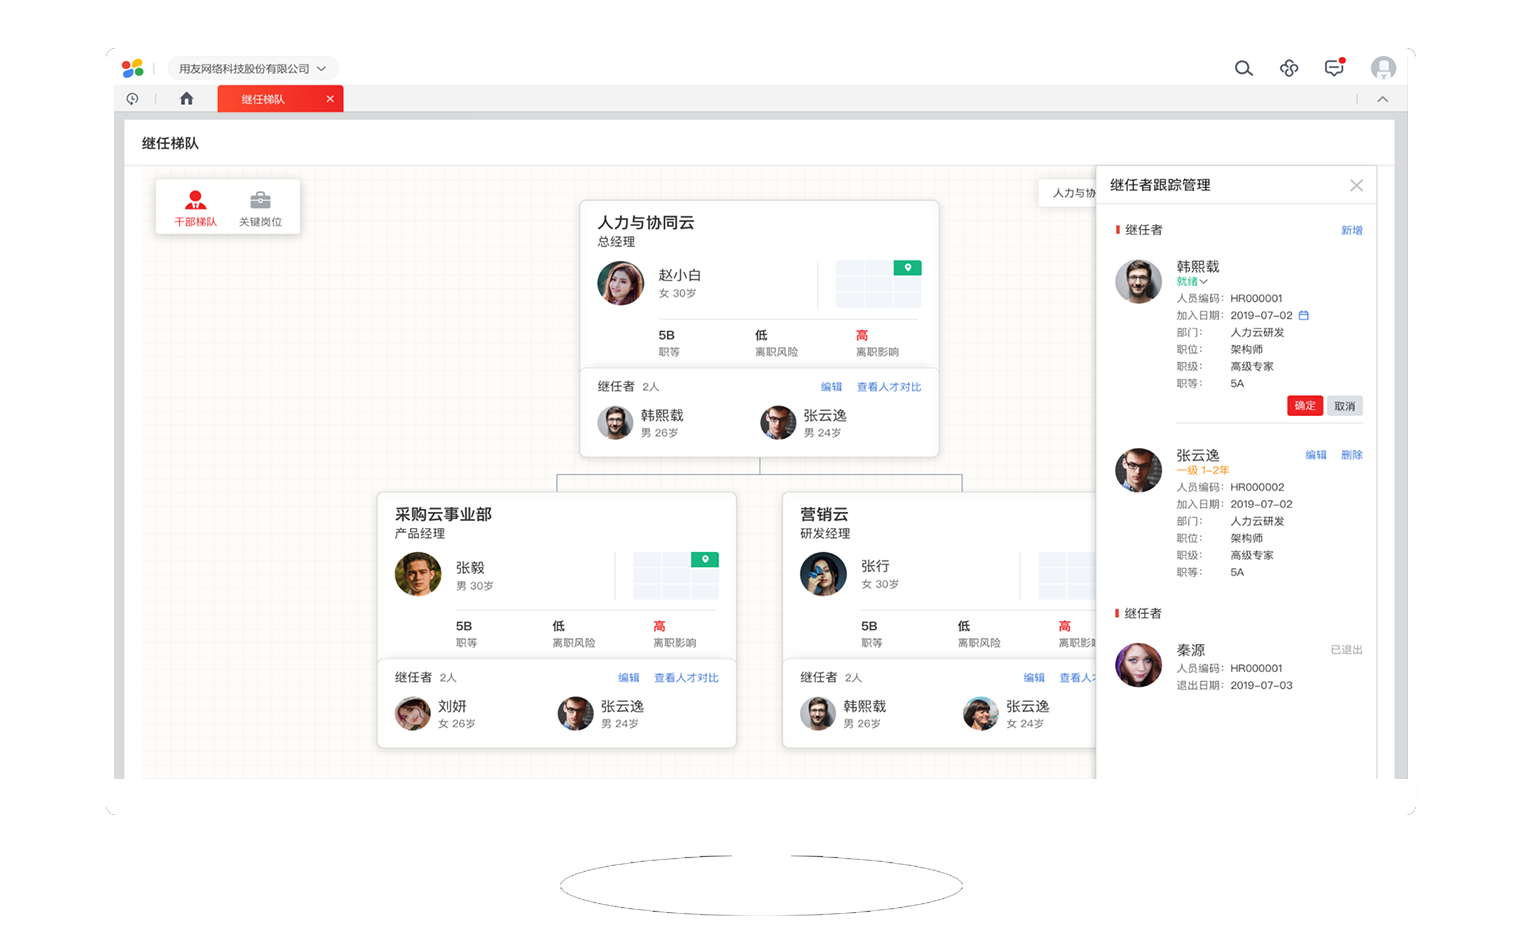 用友网络科技股份有限公司
继任梯队
继任梯队
干部梯队 关键岗位
人力与协
人力与协同云
总经理
赵小白
女 30岁
5B 低 高
职等 离职风险 离职影响
继任者 2人 编辑 查看人才对比
韩熙载 张云逸
男 26岁 男 24岁
采购云事业部
产品经理
张毅
男 30岁
5B 低 高
职等 离职风险 离职影响
继任者 2人 编辑 查看人才对比
刘妍 张云逸
女 26岁 男 24岁
营销云
研发经理
张行
女 30岁
5B 低 高
职等 离职风险 离职影
继任者 2人 编辑 查看人
韩熙载 张云逸
男 26岁 女 24岁
继任者跟踪管理
继任者 新增
韩熙载
就绪
人员编码： HR000001
加入日期： 2019-07-02
部门： 人力云研发
职位： 架构师
职级： 高级专家
职等： 5A
确定 取消
张云逸 编辑 删除
一级 1-2年
人员编码： HR000002
加入日期： 2019-07-02
部门： 人力云研发
职位： 架构师
职级： 高级专家
职等： 5A
继任者
秦源 已退出
人员编码： HR000001
退出日期： 2019-07-03